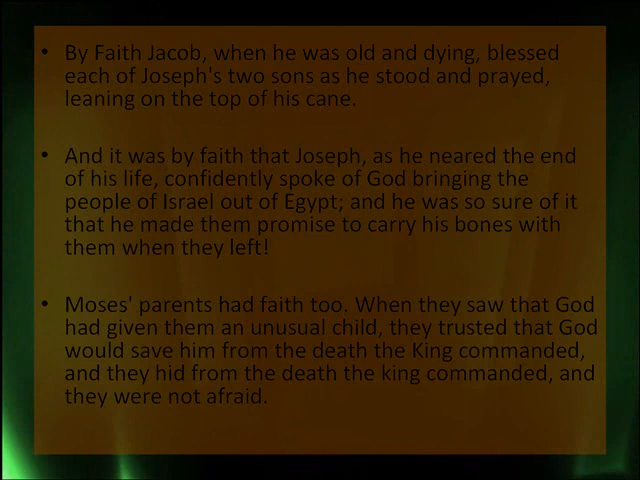 • By Faith Jacob, when he was old and dying, blessed
each of Joseph's two sons as he stood and prayed,
leaning on the top of his cane.
• And it was by faith that Joseph, as he neared the end
of his life, confidently spoke of God bringing the
people of Israel out of Egypt; and he was so sure of it
that he made them promise to carry his bones with
them when they left!
• Moses' parents had faith too. When they saw that God
had given them an unusual child, they trusted that God
would save him from the death the King commanded,
and they hid from the death the king commanded, and
they were not afraid.